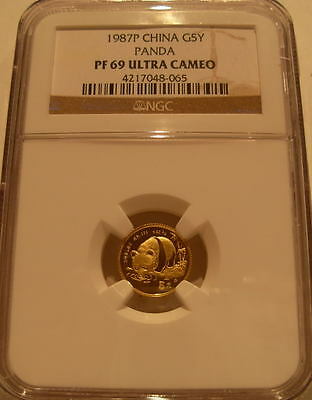 1987P CHINA G5Y
PANDA
PF 69 ULTRA CAMEO
4217048-065
NGC